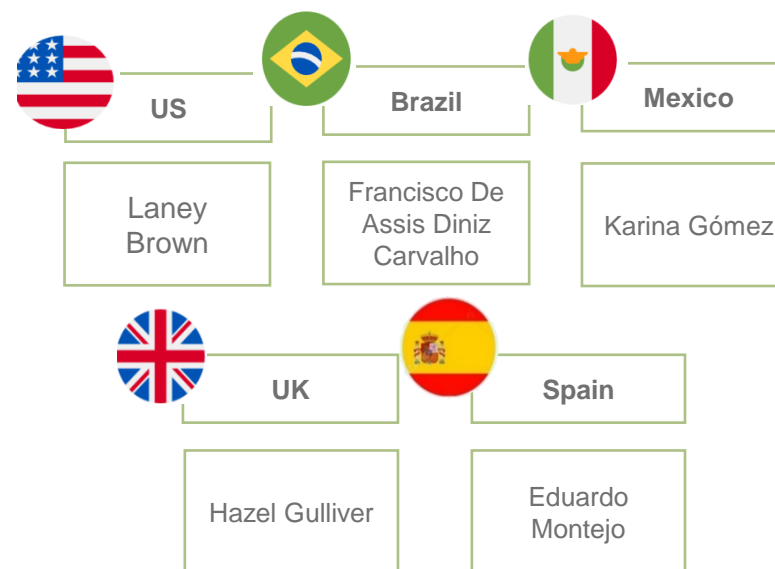 US
Brazil
Mexico
Laney
Brown
Francisco De
Assis Diniz
Carvalho
Karina Gómez
UK
Spain
Hazel Gulliver
Eduardo
Montejo